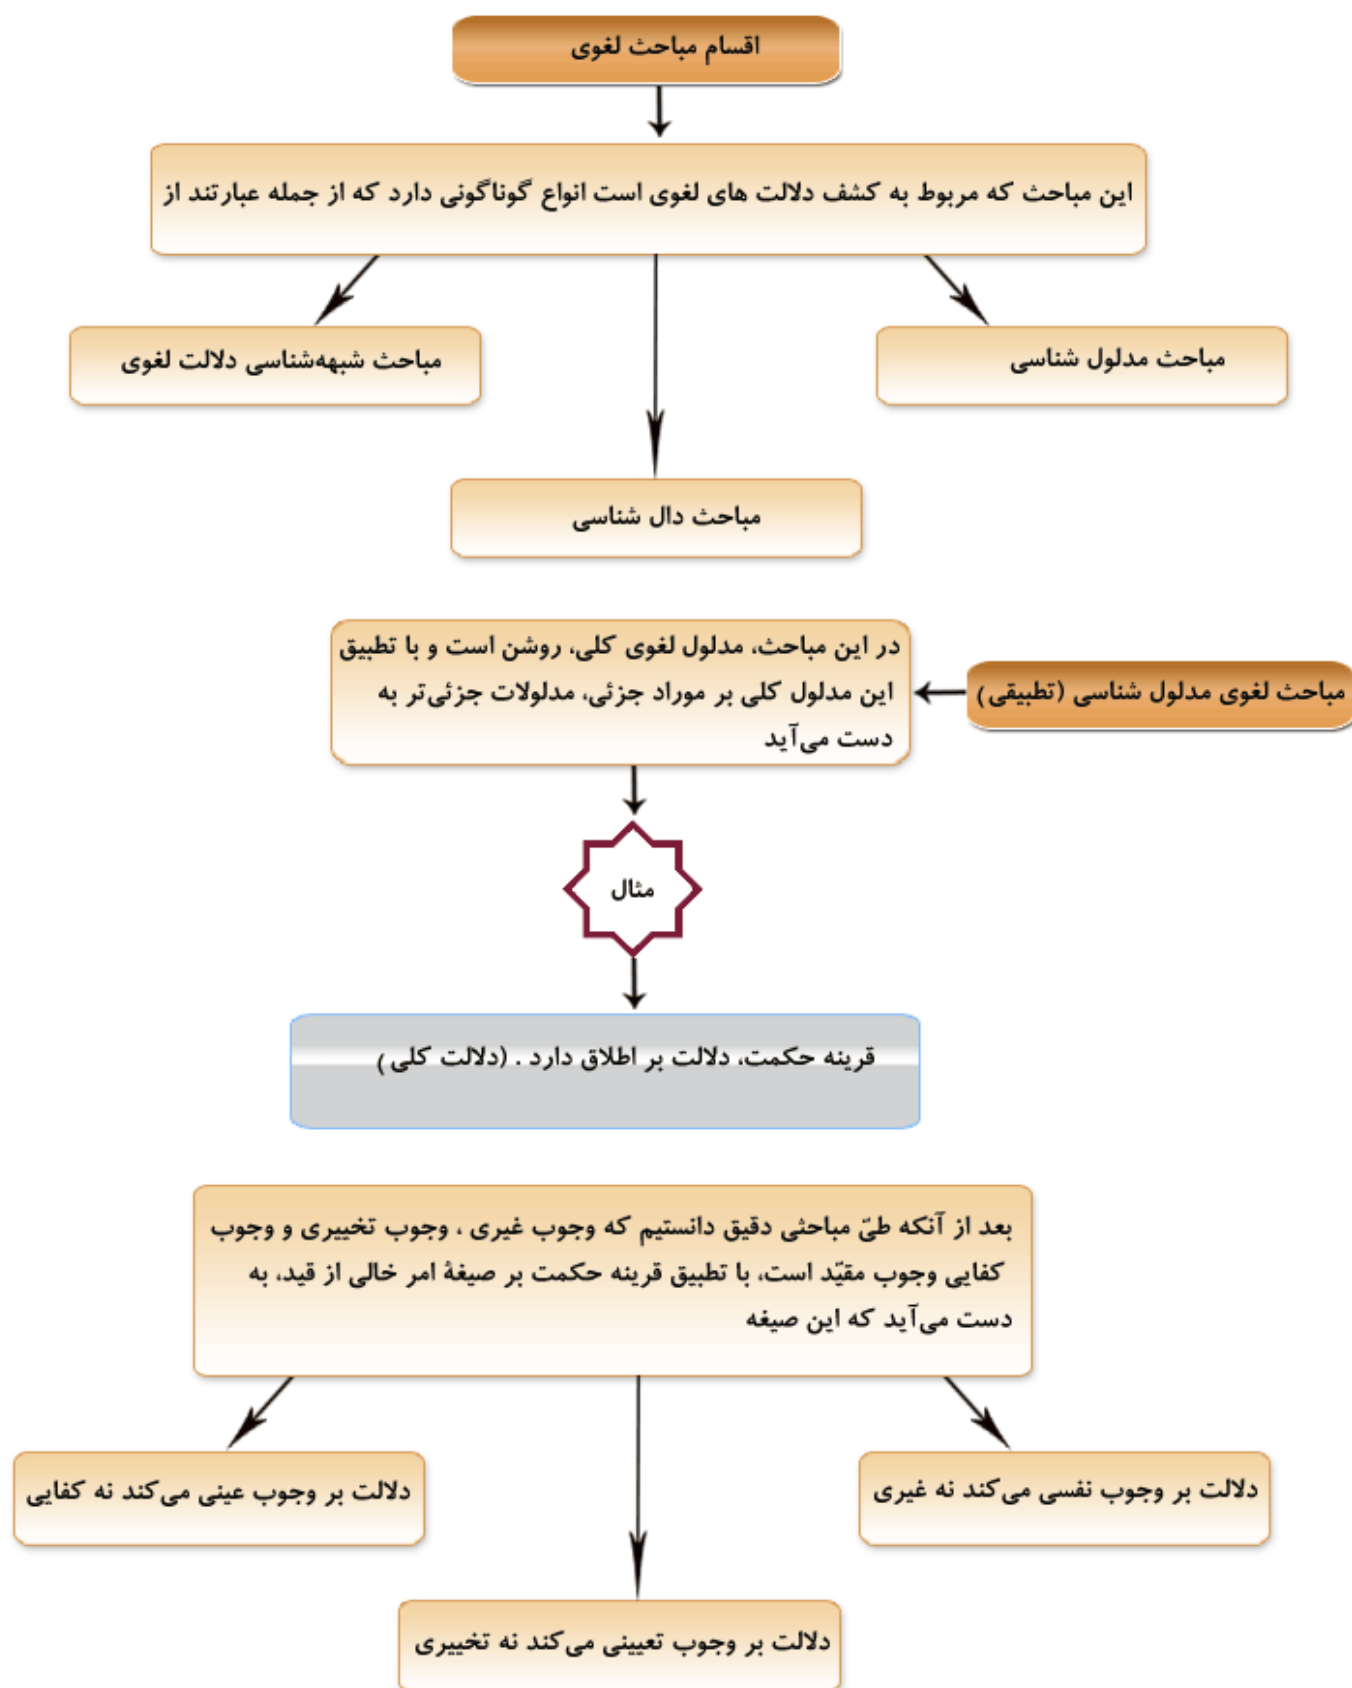 اقسام مباحث لغوی
این مباحث که مربوط به کشف دلالت های لغوی است انواع گوناگونی دارد که از جمله عبارتند از
مباحث مدلول شناسی
مباحث شبهه‌شناسی دلالت لغوی
مباحث دال شناسی
مباحث لغوی مدلول شناسی (تطبیقی)
در این مباحث، مدلول لغوی کلی، روشن است و با تطبیق
این مدلول کلی بر موراد جزئی، مدلولات جزئی‌تر به
دست می‌آید
مثال
قرینه حکمت، دلالت بر اطلاق دارد . (دلالت کلی)
بعد از آنکه طیّ مباحثی دقیق دانستیم که وجوب غیری ، وجوب تخییری و وجوب
کفایی وجوب مقیّد است، با تطبیق قرینه حکمت بر صیغهٔ امر خالی از قید، به
دست می‌آید که این صیغه
دلالت بر وجوب نفسی می‌کند نه غیری
دلالت بر وجوب عینی می‌کند نه کفایی
دلالت بر وجوب تعیینی می‌کند نه تخییری